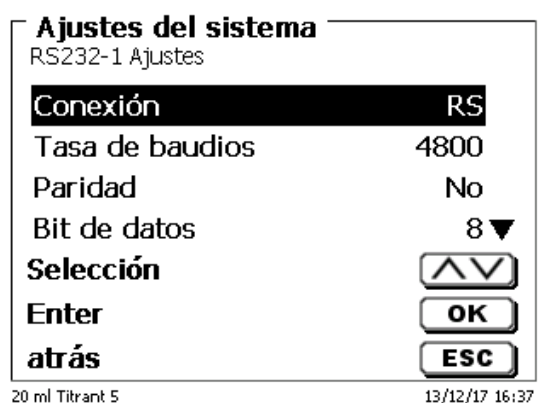 Ajustes del sistema
RS232-1 Ajustes
Conexión RS
Tasa de baudios 4800
Paridad No
Bit de datos 8
Selección
Enter OK
atrás ESC
20 ml Titrant 5 13/12/17 16:37